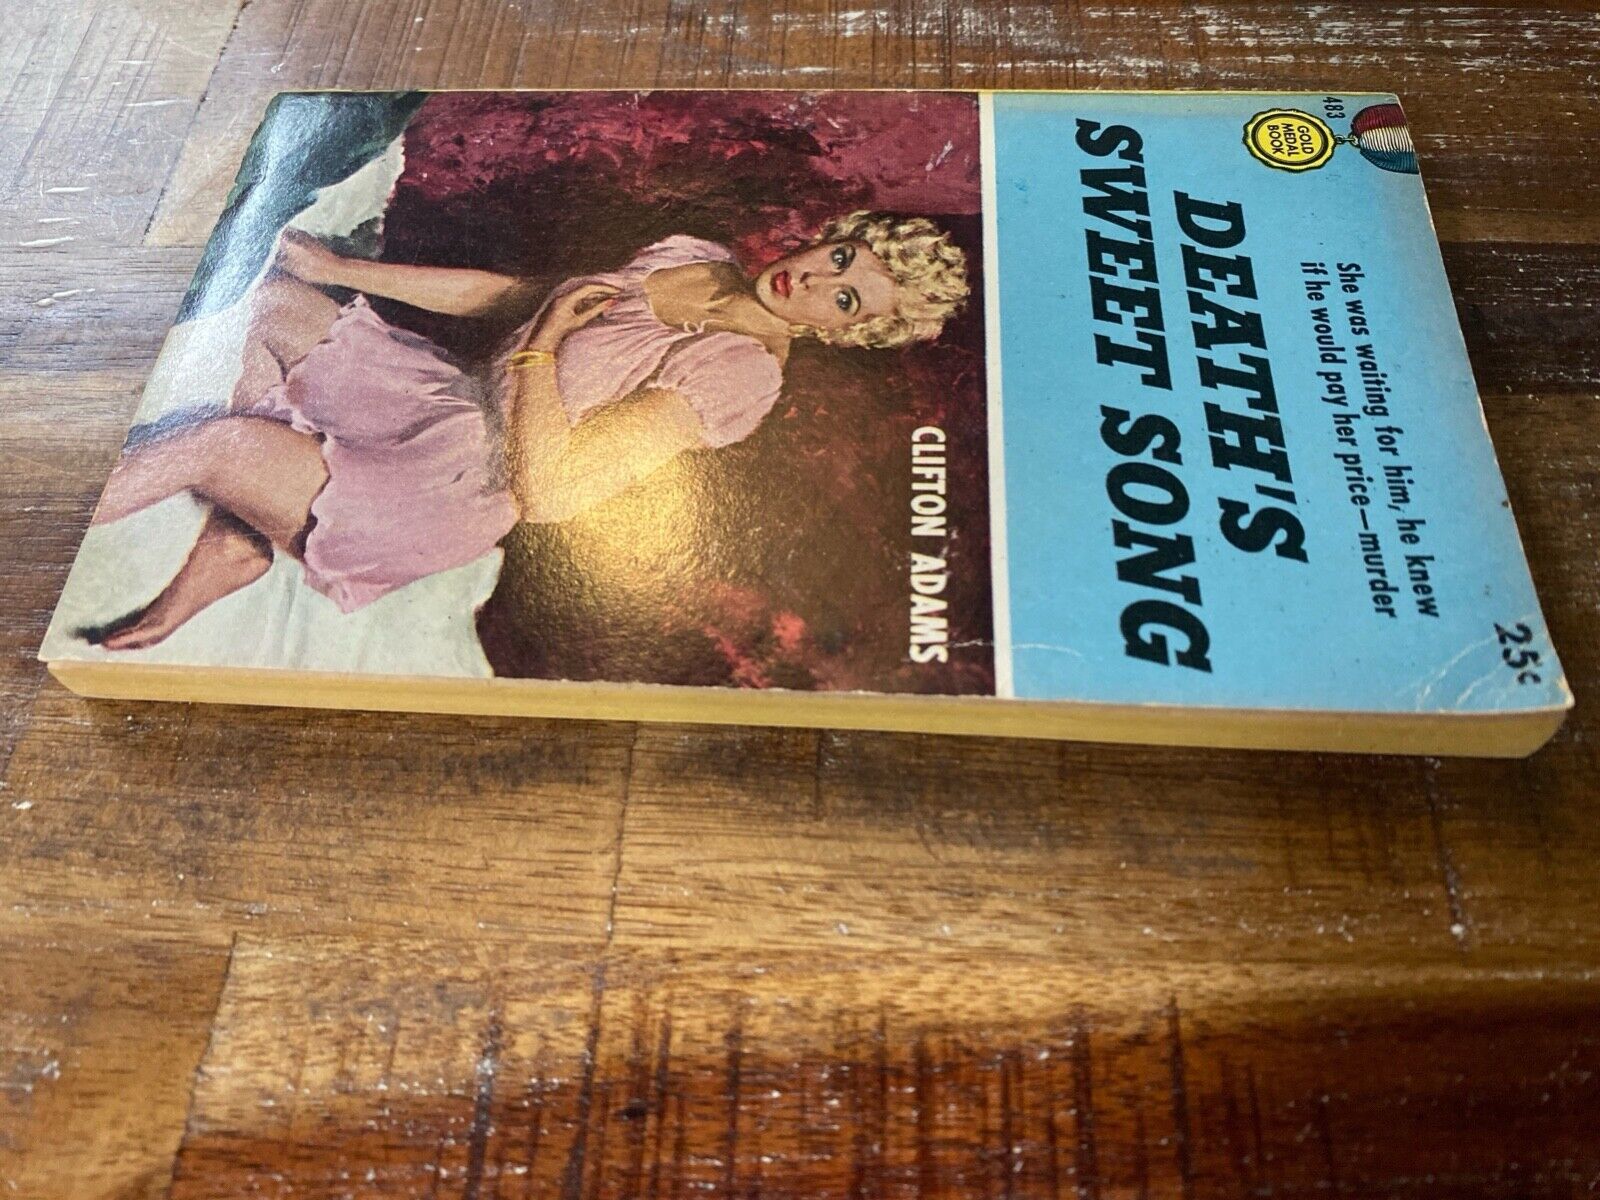 483
GOLD
MEDAL
BOOK
25c
She was waiting for him, he knew
if he would pay her price—murder
DEATH'S
SWEET SONG
CLIFTON ADAMS